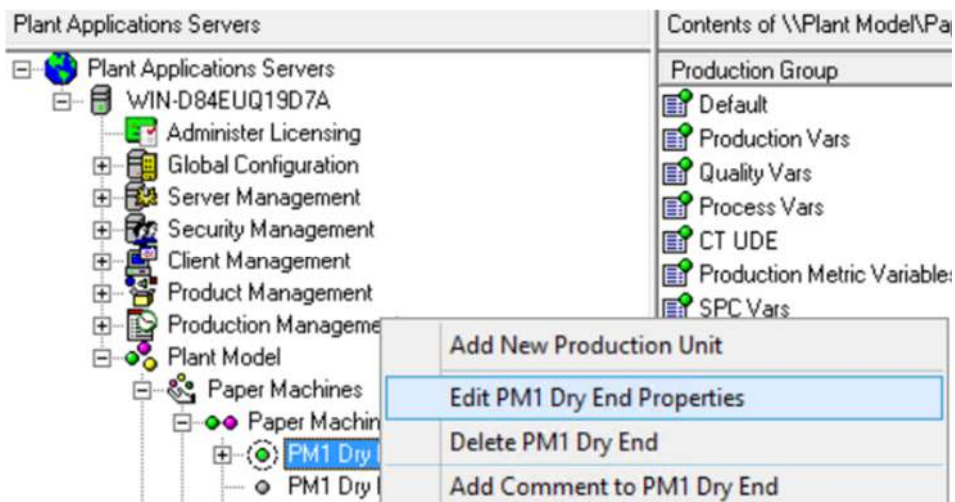 Plant Applications Servers
Plant Applications Servers
WIN-D84EUQ19D7A
Administer Licensing
Global Configuration
Server Management
Security Management
Client Management
Product Management
Production Manageme
Plant Model
Paper Machines
Paper Machin
PM1 Dry
PM1 Dry
Contents of \\Plant Model\Pa
Production Group
Default
Production Vars
Quality Vars
Process Vars
CT UDE
Production Metric Variables
SPC Vars
Add New Production Unit
Edit PM1 Dry End Properties
Delete PM1 Dry End
Add Comment to PM1 Dry End